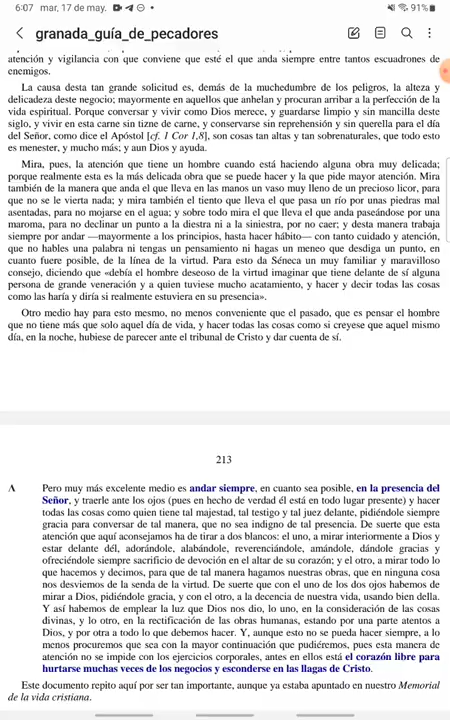 6:07 mar, 17 de may.
91%
granada_guía_de_pecadores
atención y vigilancia con que conviene que esté el que anda siempre entre tantos escuadrones de
enemigos.
La causa desta tan grande solicitud es, demás de la muchedumbre de los peligros, la alteza y
delicadeza deste negocio; mayormente en aquellos que anhelan y procuran arribar a la perfección de la
vida espiritual. Porque conversar y vivir como Dios merece, y guardarse limpio y sin mancilla deste
siglo, y vivir en esta carne sin tizne de carne, y conservarse sin reprehensión y sin querella para el día
del Señor, como dice el Apóstol [cf. 1 Cor 1,8], son cosas tan altas y tan sobrenaturales, que todo esto
es menester, y mucho más; y aun Dios y ayuda.
Mira, pues, la atención que tiene un hombre cuando está haciendo alguna obra muy delicada;
porque realmente esta es la más delicada obra que se puede hacer y la que pide mayor atención. Mira
también de la manera que anda el que lleva en las manos un vaso muy lleno de un precioso licor, para
que no se le vierta nada; y mira también el tiento que lleva el que pasa un río por unas piedras mal
asentadas, para no mojarse en el agua; y sobre todo mira el que lleva el que anda paseándose por una
maroma, para no declinar un punto a la diestra ni a la siniestra, por no caer; y desta manera trabaja
siempre por andar —mayormente a los principios, hasta hacer hábito— con tanto cuidado y atención,
que no hables una palabra ni tengas un pensamiento ni hagas un meneo que desdiga un punto, en
cuanto fuere posible, de la línea de la virtud. Para esto da Séneca un muy familiar y maravilloso
consejo, diciendo que «debía el hombre deseoso de la virtud imaginar que tiene delante de sí alguna
persona de grande veneración y a quien tuviese mucho acatamiento, y hacer y decir todas las cosas
como las haría y diría si realmente estuviera en su presencia».
Otro medio hay para esto mesmo, no menos conveniente que el pasado, que es pensar el hombre
que no tiene más que solo aquel día de vida, y hacer todas las cosas como si creyese que aquel mismo
día, en la noche, hubiese de parecer ante el tribunal de Cristo y dar cuenta de sí.
213
A Pero muy más excelente medio es andar siempre, en cuanto sea posible, en la presencia del
Señor, y traerle ante los ojos (pues en hecho de verdad él está en todo lugar presente) y hacer
todas las cosas como quien tiene tal majestad, tal testigo y tal juez delante, pidiéndole siempre
gracia para conversar de tal manera, que no sea indigno de tal presencia. De suerte que esta
atención que aquí aconsejamos ha de tirar a dos blancos: el uno, a mirar interiormente a Dios y
estar delante dél, adorándole, alabándole, reverenciándole, amándole, dándole gracias y
ofreciéndole siempre sacrificio de devoción en el altar de su corazón; y el otro, a mirar todo lo
que hacemos y decimos, para que de tal manera hagamos nuestras obras, que en ninguna cosa
nos desviemos de la senda de la virtud. De suerte que con el uno de los dos ojos habemos de
mirar a Dios, pidiéndole gracia, y con el otro, a la decencia de nuestra vida, usando bien della.
Y así habemos de emplear la luz que Dios nos dio, lo uno, en la consideración de las cosas
divinas, y lo otro, en la rectificación de las obras humanas, estando por una parte atentos a
Dios, y por otra a todo lo que debemos hacer. Y, aunque esto no se pueda hacer siempre, a lo
menos procuremos que sea con la mayor continuación que pudiéremos, pues esta manera de
atención no se impide con los ejercicios corporales, antes en ellos está el corazón libre para
hurtarse muchas veces de los negocios y esconderse en las llagas de Cristo.
Este documento repito aquí por ser tan importante, aunque ya estaba apuntado en nuestro Memorial
de la vida cristiana.